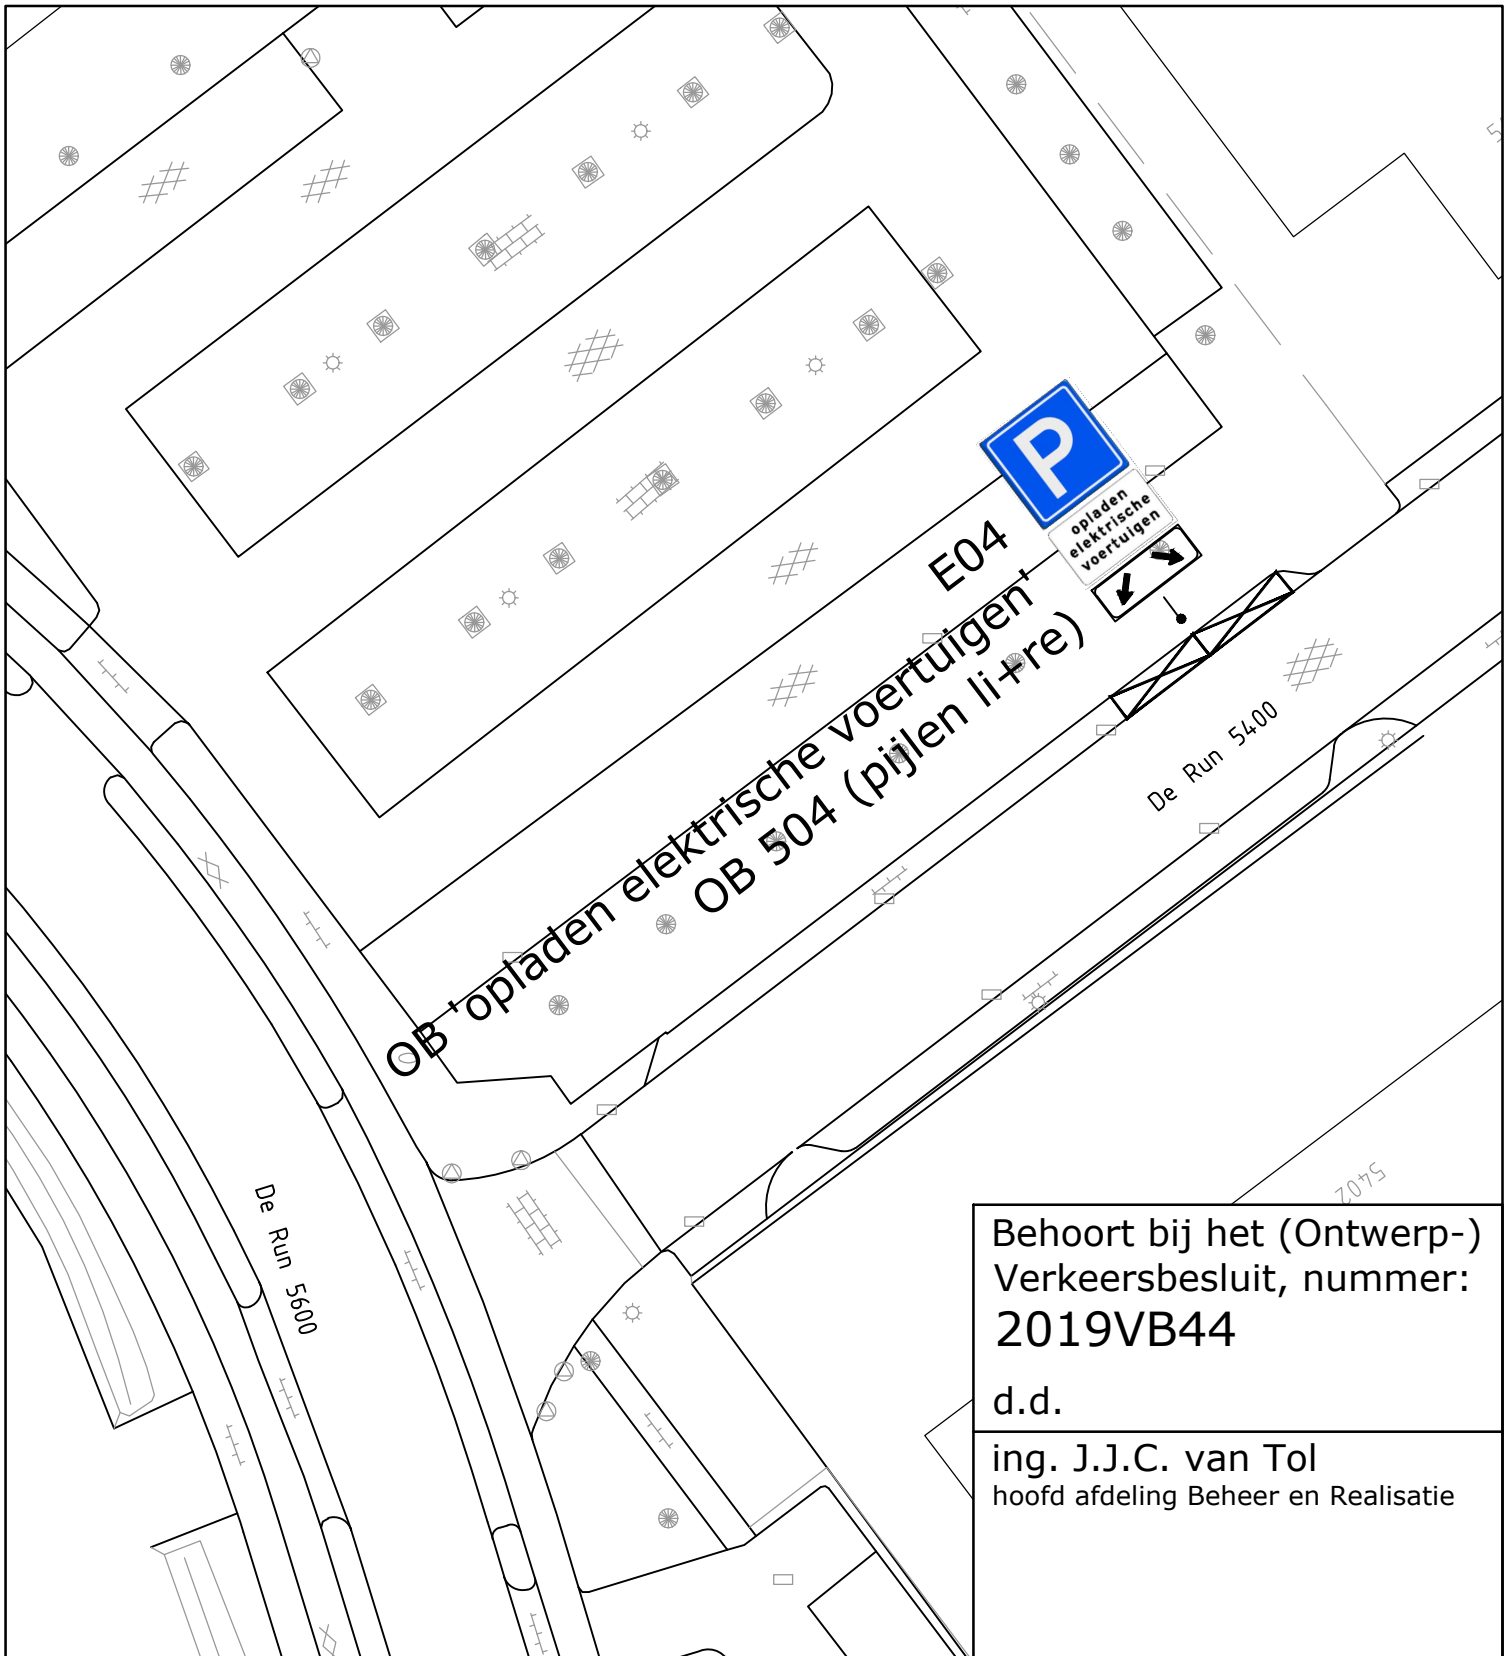 P
opladen
elektrische
voertuigen
E04
OB 'opladen elektrische voertuigen'
OB 504 (pijlen li+re)
De Run 5400
De Run 5600
5402
Behoort bij het (Ontwerp-)
Verkeersbesluit, nummer:
2019VB44
d.d.
ing. J.J.C. van Tol
hoofd afdeling Beheer en Realisatie